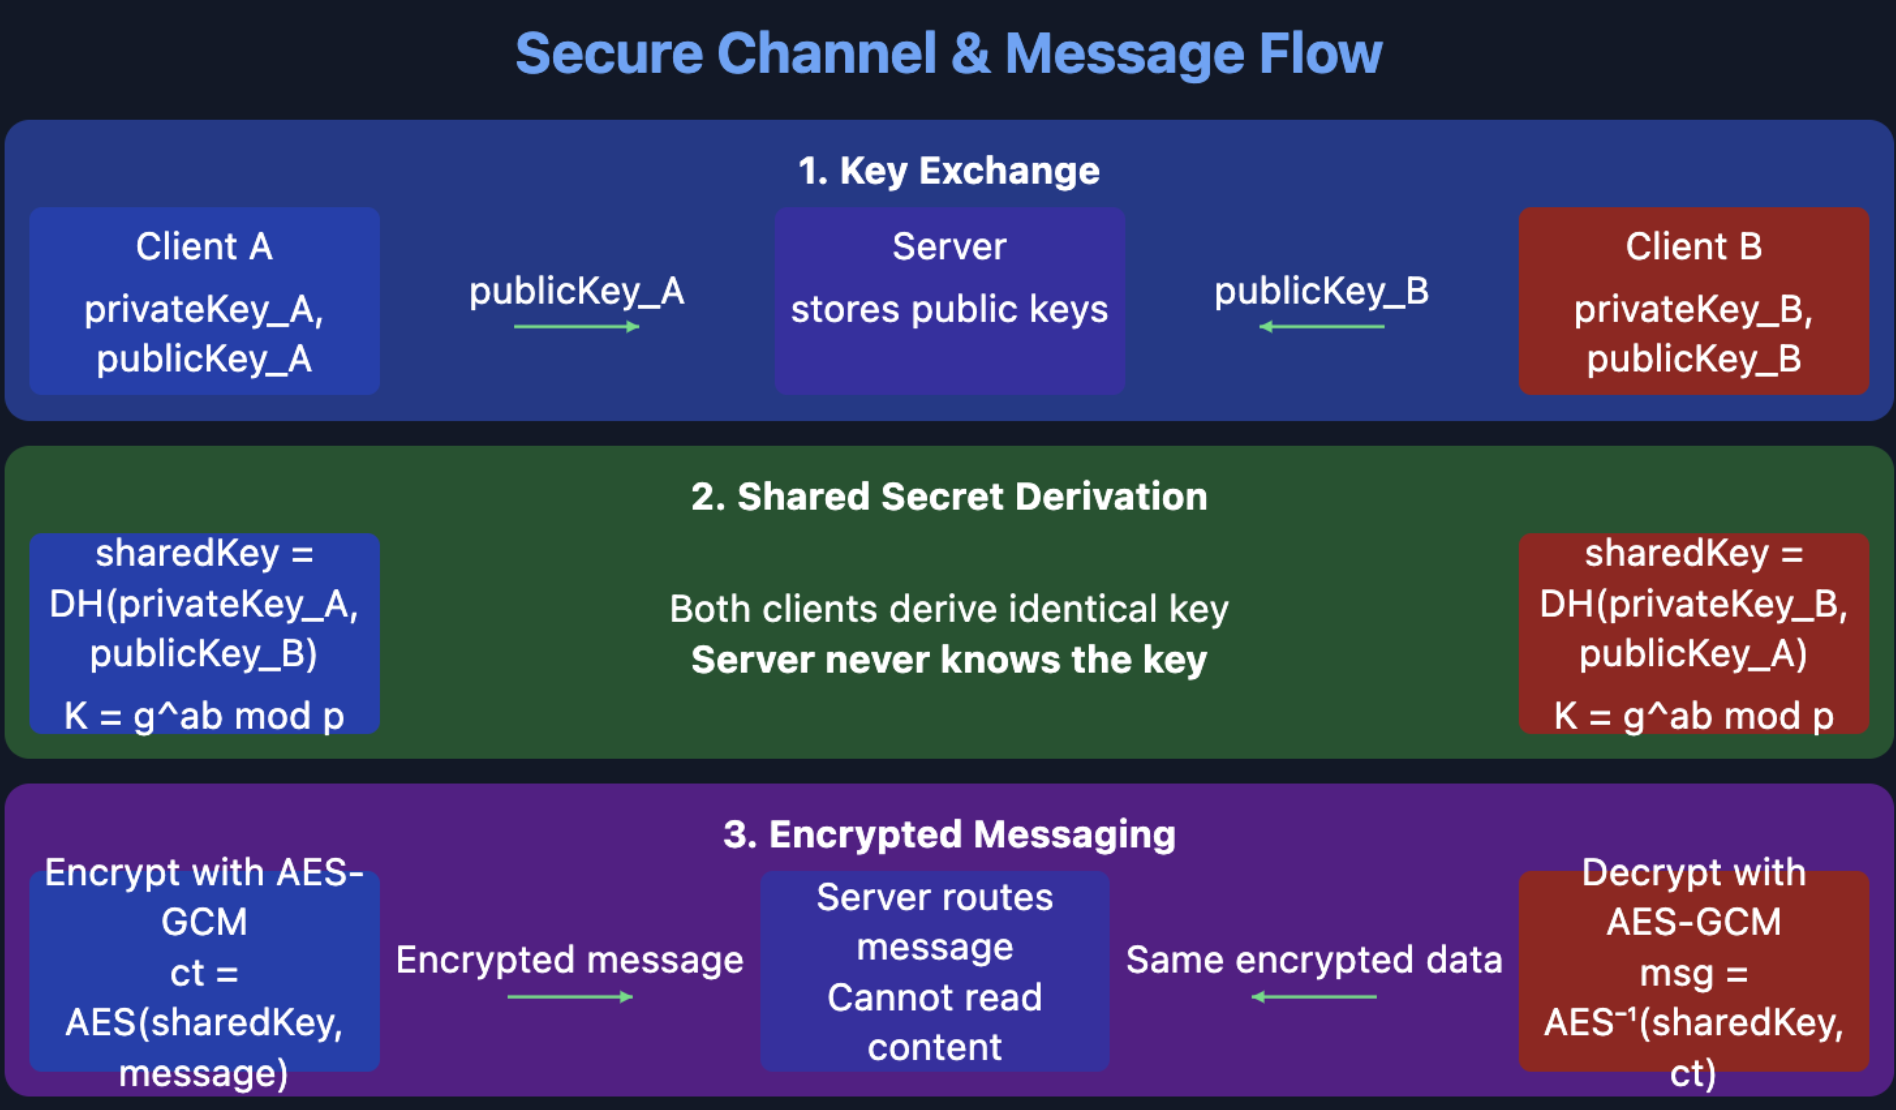 Secure Channel & Message Flow
1. Key Exchange
Client A
privateKey_A,
publicKey_A
publicKey_A
Server
stores public keys
publicKey_B
Client B
privateKey_B,
publicKey_B
2. Shared Secret Derivation
sharedKey =
DH(privateKey_A,
publicKey_B)
K = g^ab mod p
Both clients derive identical key
Server never knows the key
sharedKey =
DH(privateKey_B,
publicKey_A)
K = g^ab mod p
3. Encrypted Messaging
Encrypt with AES-
GCM
ct =
AES(sharedKey,
message)
Encrypted message
Server routes
message
Cannot read
content
Same encrypted data
Decrypt with
AES-GCM
msg =
AES⁻¹(sharedKey,
ct)